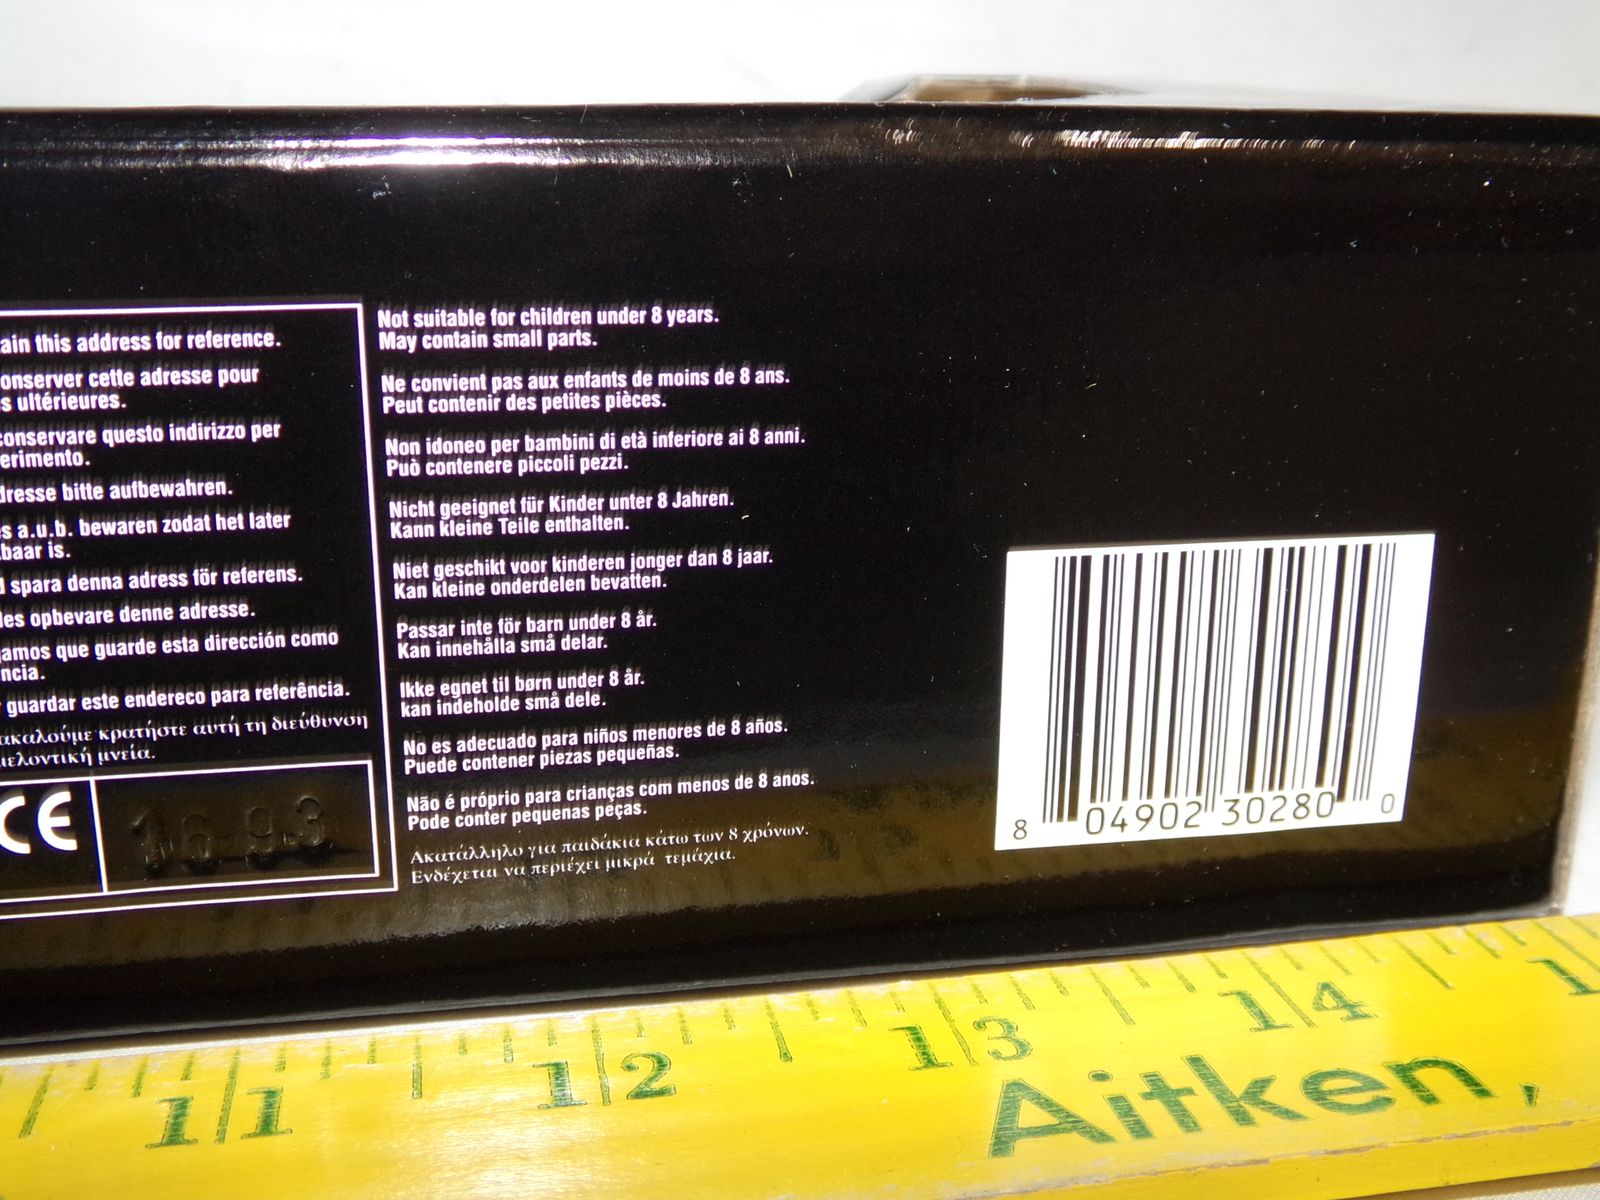 ain this address for reference.
onserver cette adresse pour
s ultérieures.
conservare questo indirizzo per
erimento.
dresse bitte aufbewahren.
es a.u.b. bewaren zodat het later
baar is.
spara denna adress för referens.
les opbevare denne adresse.
gamos que guarde esta dirección como
ncia.
guardar este endereco para referência.
ακαλούμε κρατήστε αυτή τη διεύθυνση
μελοντική μνεία.
CE
16 93
Not suitable for children under 8 years.
May contain small parts.
Ne convient pas aux enfants de moins de 8 ans.
Peut contenir des petites pièces.
Non idoneo per bambini di età inferiore ai 8 anni.
Può contenere piccoli pezzi.
Nicht geeignet für Kinder unter 8 Jahren.
Kann kleine Teile enthalten.
Niet geschikt voor kinderen jonger dan 8 jaar.
Kan kleine onderdelen bevatten.
Passar inte för barn under 8 år.
Kan innehålla små delar.
Ikke egnet til børn under 8 år.
kan indeholde små dele.
No es adecuado para niños menores de 8 años.
Puede contener piezas pequeñas.
Não é próprio para crianças com menos de 8 anos.
Pode conter pequenas peças.
Ακατάλληλο για παιδάκια κάτω των 8 χρόνων.
Ενδέχεται να περιέχει μικρά τεμάχια.
8 04902 30280 0
11 12 13 14 1
Aitken,